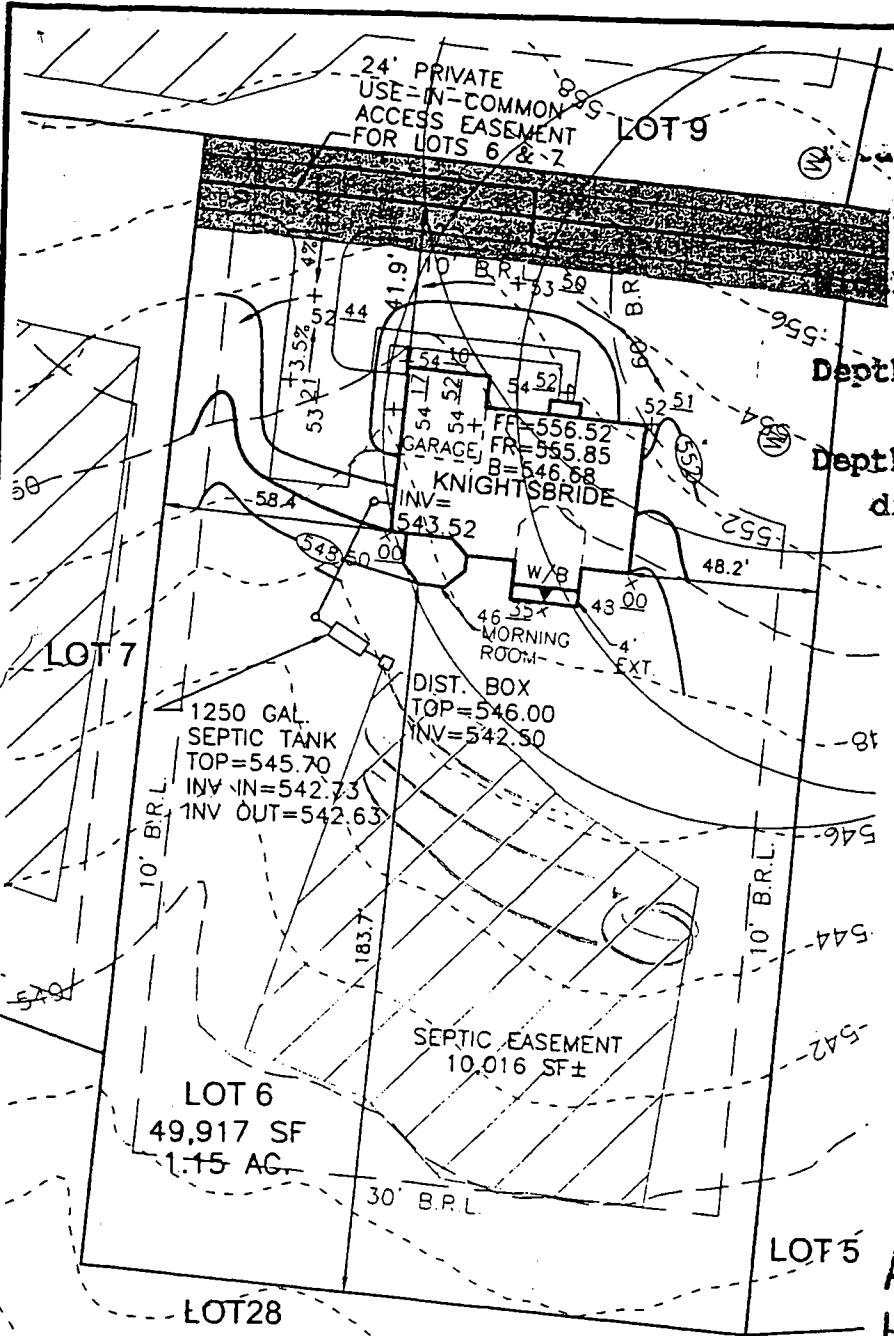 24' PRIVATE
USE-IN-COMMON
ACCESS EASEMENT
FOR LOTS 6 & 7
558
LOT 9
W
10' B.R.L.
41.9'
4%
+3.5%
+ 53 50
52 44
53 21
B.R.
60'
556
54 10
54 17
54 52
54 52
52 51
GARAGE
FF=556.52
FR=555.85
B=546.68
KNIGHTSBRIDE
INV=
543.52
Depth
W
Depth
di
50
58.4
552
48.2'
00
W/B
00
43
46 35
MORNING
ROOM
4'
EXT.
LOT 7
DIST. BOX
TOP=546.00
INV=542.50
1250 GAL.
SEPTIC TANK
TOP=545.70
INV IN=542.73
INV OUT=542.63
546
10' B.R.L.
10' B.R.L.
183.7'
544
540
542
SEPTIC EASEMENT
10,016 SF±
LOT 6
49,917 SF
1.15 AC.
30' B.R.L.
LOT 5
LOT28